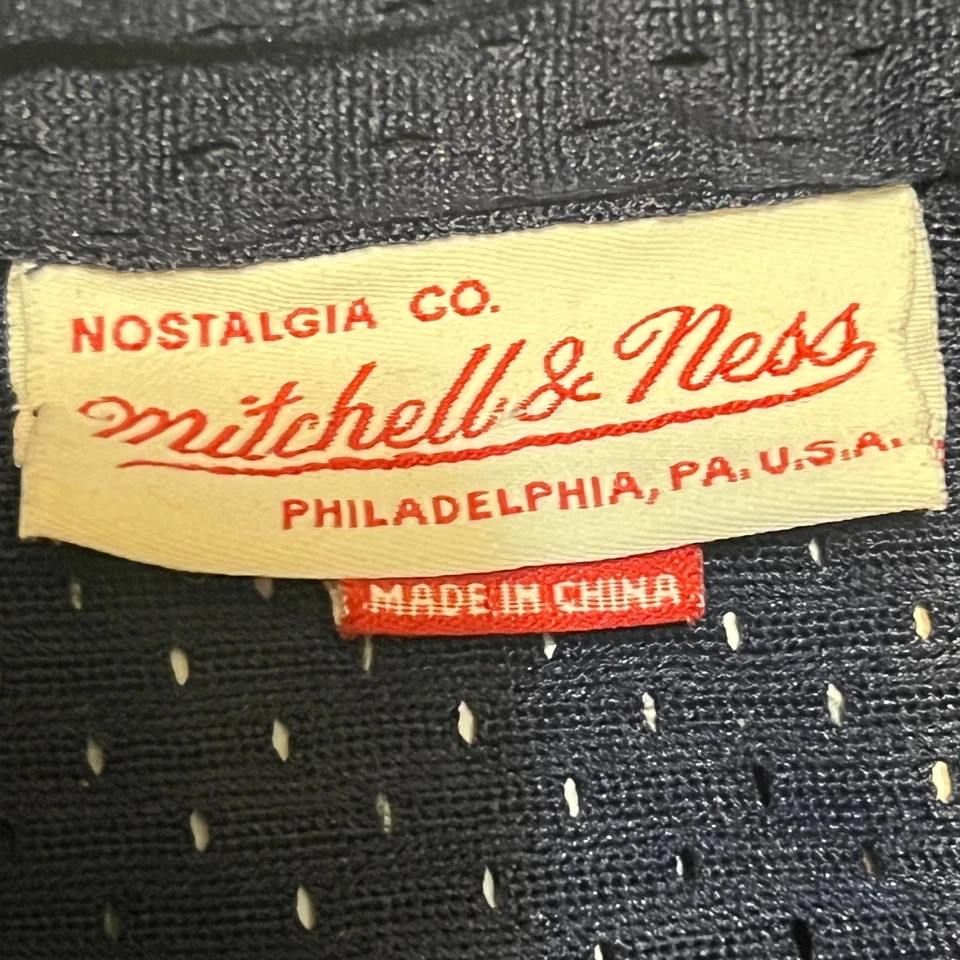 NOSTALGIA CO.
Mitchell & Ness
PHILADELPHIA, PA. U.S.A.
MADE IN CHINA